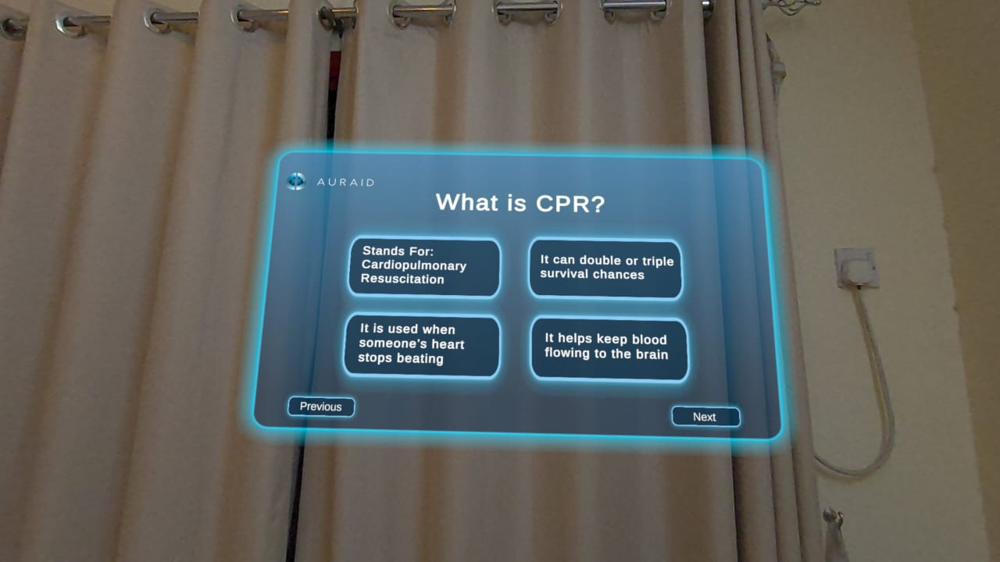 AURAID
What is CPR?
Stands For:
Cardiopulmonary
Resuscitation
It can double or triple
survival chances
It is used when
someone's heart
stops beating
It helps keep blood
flowing to the brain
Previous
Next